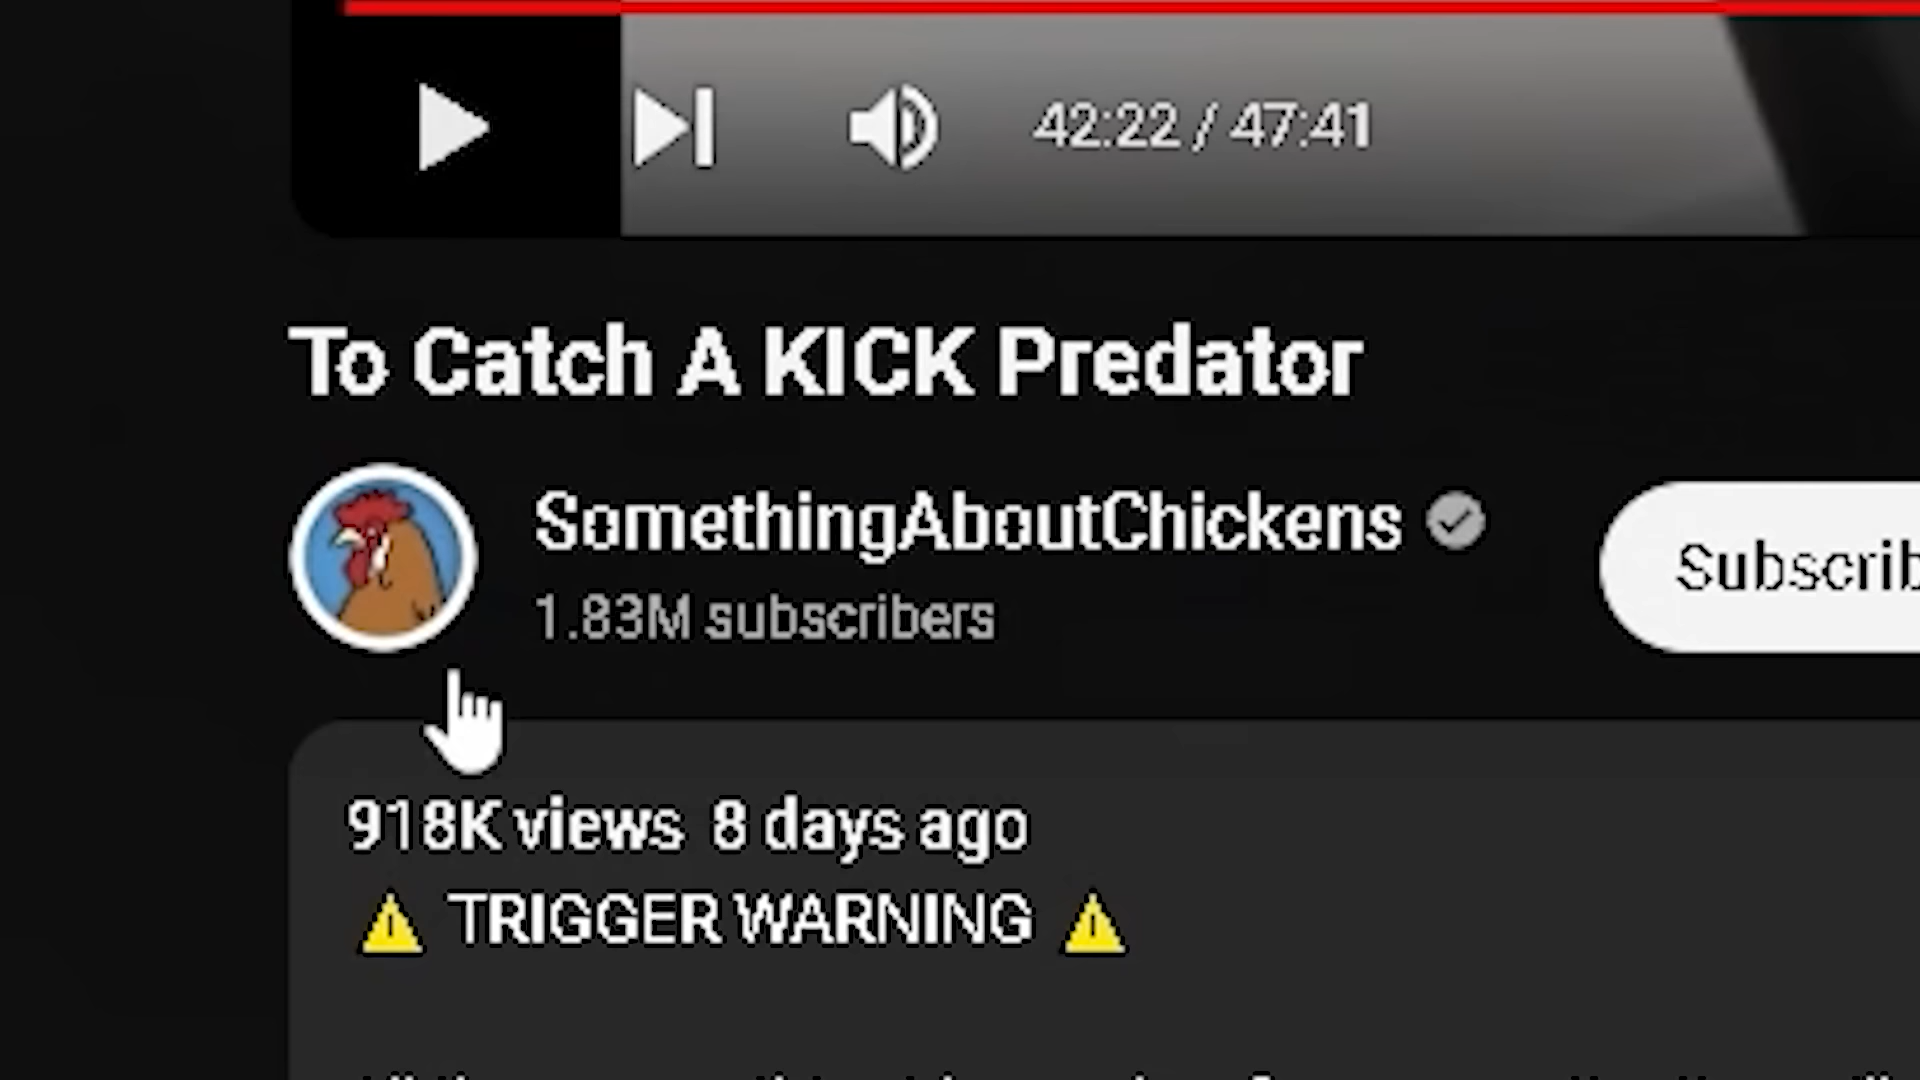 42:22 / 47:41
To Catch A KICK Predator
SomethingAboutChickens
1.83M subscribers
Subscrib
918K views 8 days ago
⚠ TRIGGER WARNING ⚠